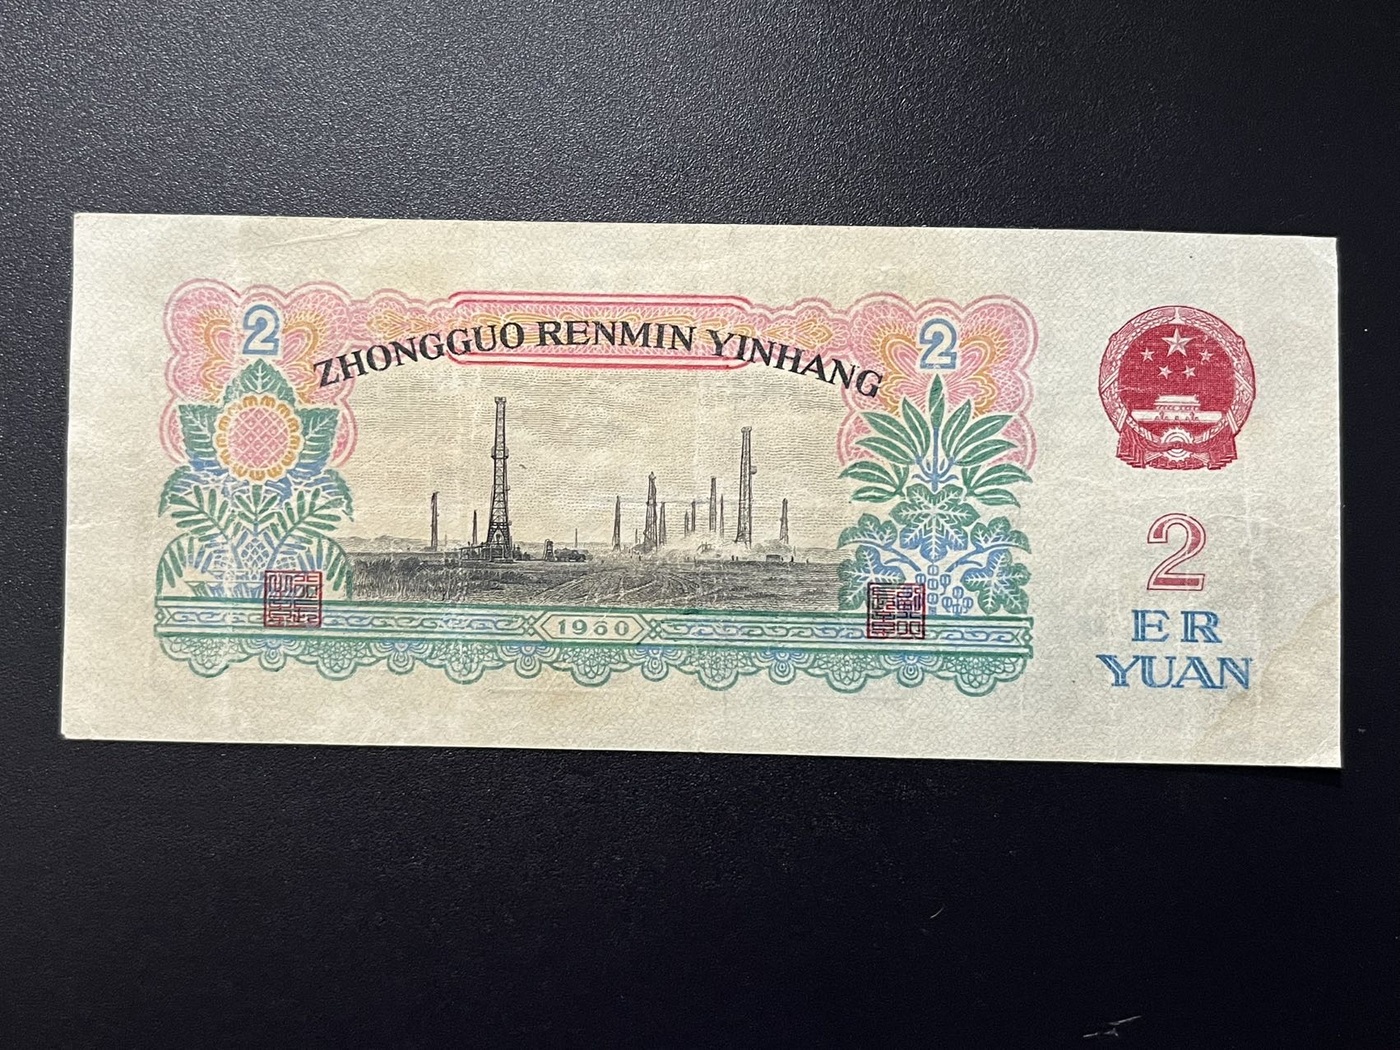 2
2
ZHONGGUO RENMIN YINHANG
1960
2
ER
YUAN